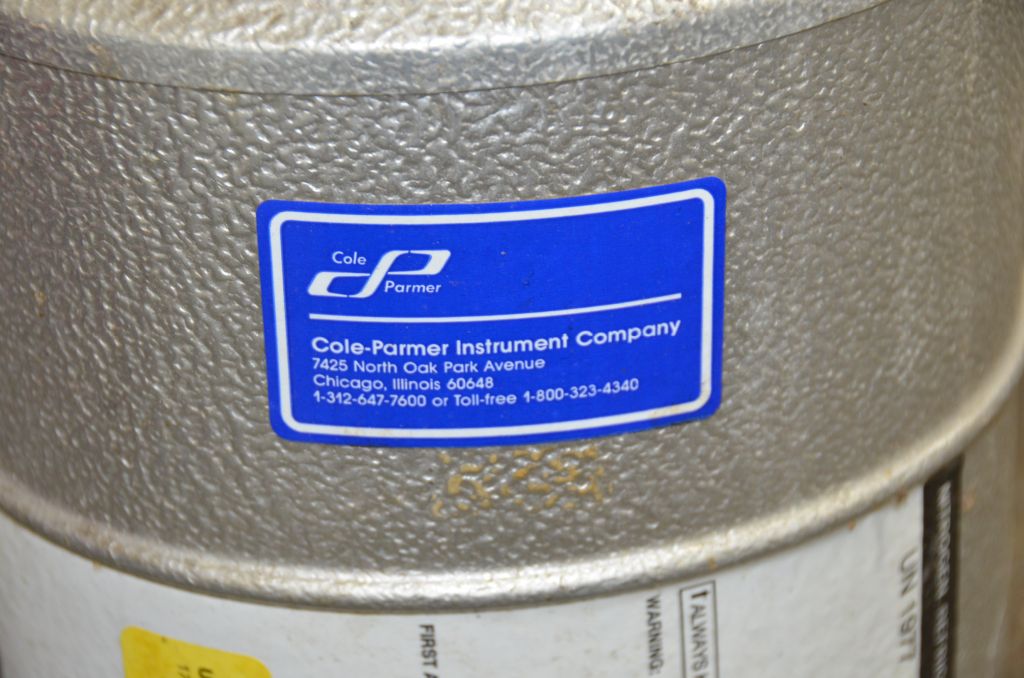 Cole
Parmer
Cole-Parmer Instrument Company
7425 North Oak Park Avenue
Chicago, Illinois 60648
1-312-647-7600 or Toll-free 1-800-323-4340
FIRST
WARNING:
ALWAYS
UN 1977